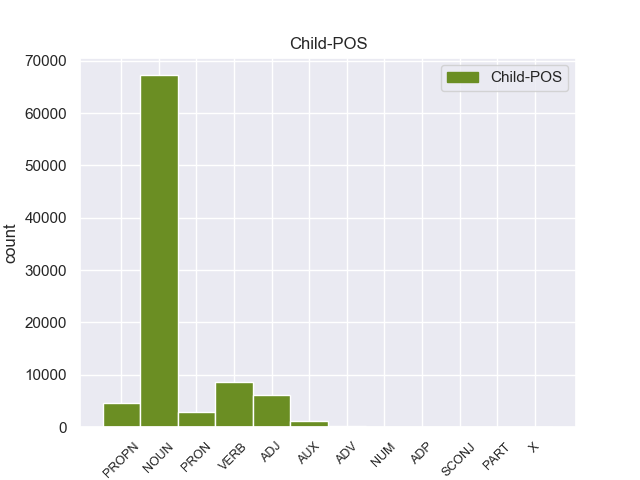 Child-POS
70000
Child-POS
60000
50000
40000
count
30000
20000
10000
0
PROPN NOUN PRON VERB ADJ AUX ADV NUM ADP SCONJ PART X